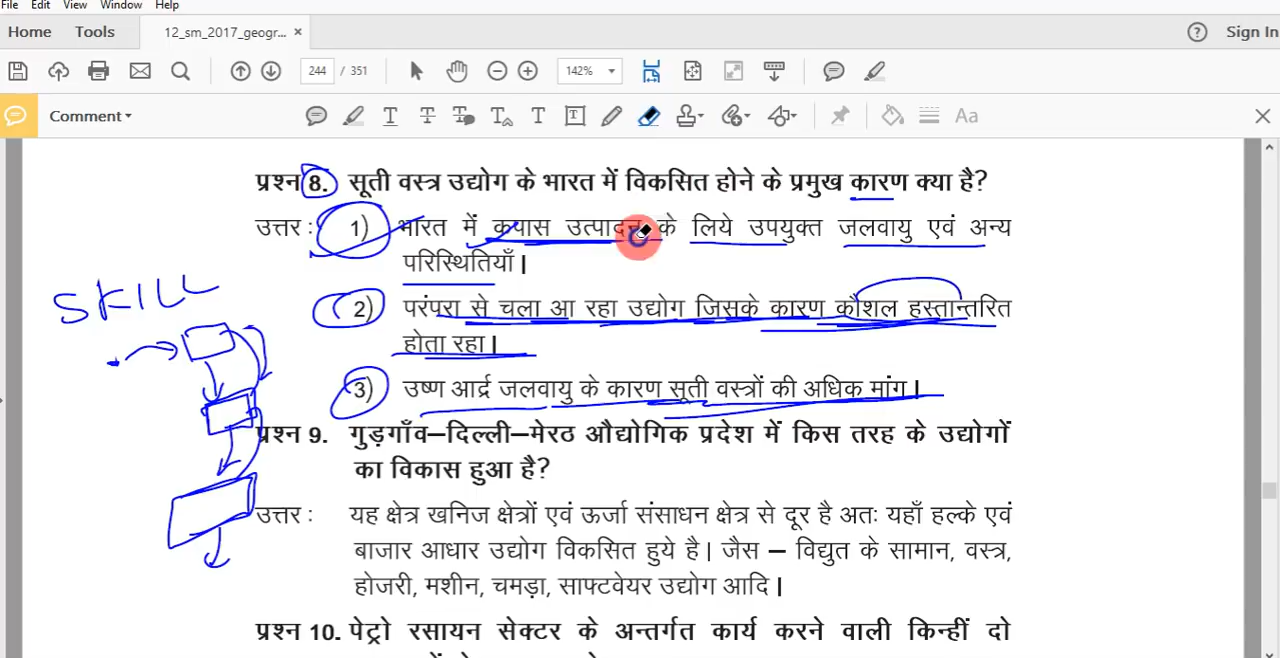 File Edit View Window Help
Home Tools 12_sm_2017_geogr... × Sign In
244 / 351 142%
Comment Aa
प्रश्न 8. सूती वस्त्र उद्योग के भारत में विकसित होने के प्रमुख कारण क्या है?
उत्तर : 1) भारत में कपास उत्पादन के लिये उपयुक्त जलवायु एवं अन्य
परिस्थितियाँ।
SKILL
2) परंपरा से चला आ रहा उद्योग जिसके कारण कौशल हस्तान्तरित
होता रहा।
3) उष्ण आर्द्र जलवायु के कारण सूती वस्त्रों की अधिक मांग।
प्रश्न 9. गुड़गाँव–दिल्ली–मेरठ औद्योगिक प्रदेश में किस तरह के उद्योगों
का विकास हुआ है?
उत्तर : यह क्षेत्र खनिज क्षेत्रों एवं ऊर्जा संसाधन क्षेत्र से दूर है अतः यहाँ हल्के एवं
बाजार आधार उद्योग विकसित हुये है। जैस – विद्युत के सामान, वस्त्र,
होजरी, मशीन, चमड़ा, साफ्टवेयर उद्योग आदि।
प्रश्न 10. पेट्रो रसायन सेक्टर के अन्तर्गत कार्य करने वाली किन्हीं दो